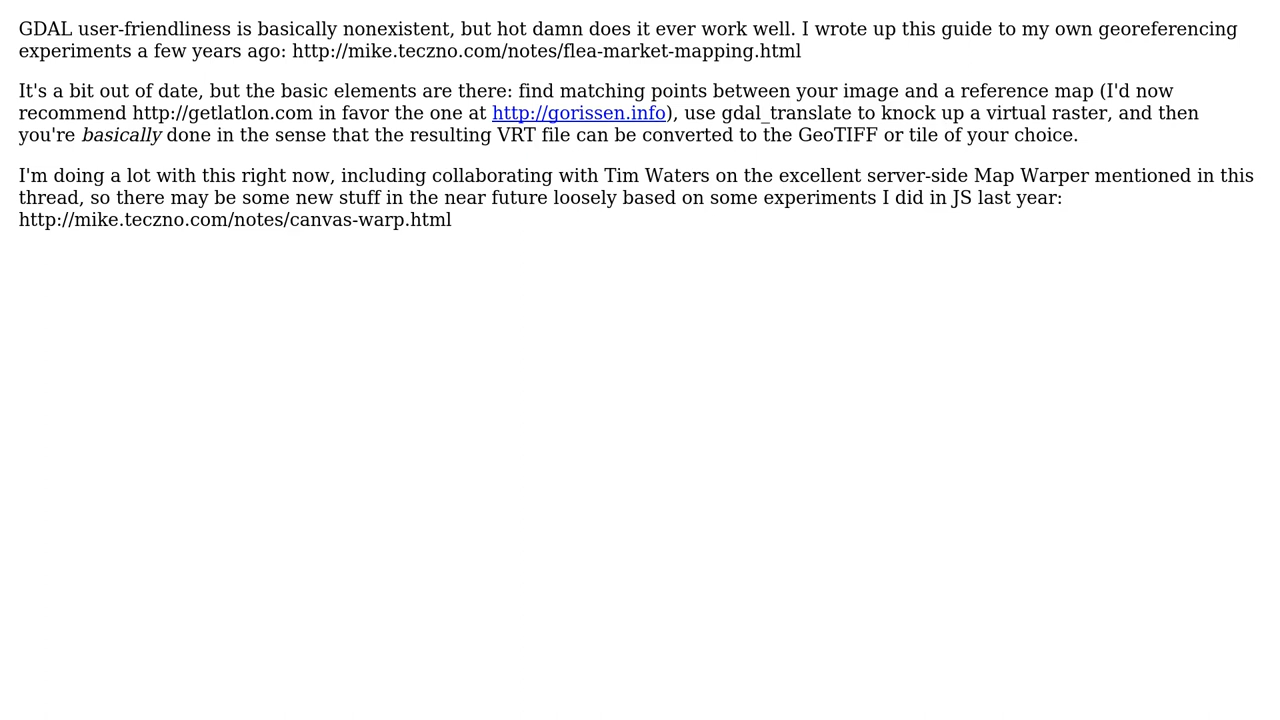 GDAL user-friendliness is basically nonexistent, but hot damn does it ever work well. I wrote up this guide to my own georeferencing
experiments a few years ago: http://mike.teczno.com/notes/flea-market-mapping.html
It's a bit out of date, but the basic elements are there: find matching points between your image and a reference map (I'd now
recommend http://getlatlon.com in favor the one at http://gorissen.info), use gdal_translate to knock up a virtual raster, and then
you're basically done in the sense that the resulting VRT file can be converted to the GeoTIFF or tile of your choice.
I'm doing a lot with this right now, including collaborating with Tim Waters on the excellent server-side Map Warper mentioned in this
thread, so there may be some new stuff in the near future loosely based on some experiments I did in JS last year:
http://mike.teczno.com/notes/canvas-warp.html